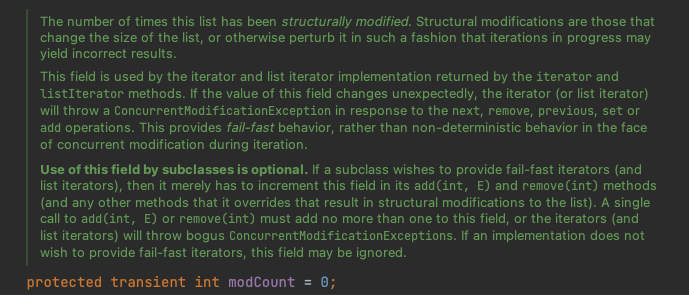 The number of times this list has been structurally modified. Structural modifications are those that
change the size of the list, or otherwise perturb it in such a fashion that iterations in progress may
yield incorrect results.
This field is used by the iterator and list iterator implementation returned by the iterator and
listIterator methods. If the value of this field changes unexpectedly, the iterator (or list iterator)
will throw a ConcurrentModificationException in response to the next, remove, previous, set or
add operations. This provides fail-fast behavior, rather than non-deterministic behavior in the face
of concurrent modification during iteration.
Use of this field by subclasses is optional. If a subclass wishes to provide fail-fast iterators (and
list iterators), then it merely has to increment this field in its add(int, E) and remove(int) methods
(and any other methods that it overrides that result in structural modifications to the list). A single
call to add(int, E) or remove(int) must add no more than one to this field, or the iterators (and
list iterators) will throw bogus ConcurrentModificationExceptions. If an implementation does not
wish to provide fail-fast iterators, this field may be ignored.
protected transient int modCount = 0;